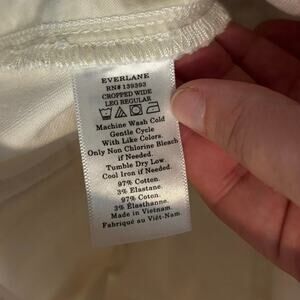 EVERLANE
RN# 139393
CROPPED WIDE
LEG REGULAR
Machine Wash Cold
Gentle Cycle
With Like Colors.
Only Non Chlorine Bleach
if Needed.
Tumble Dry Low
Cool Iron if Needed.
97% Cotton.
3% Elastane.
97% Coton.
3% Élasthanne.
Made in Vietnam.
Fabriqué au Viêt-Nam.